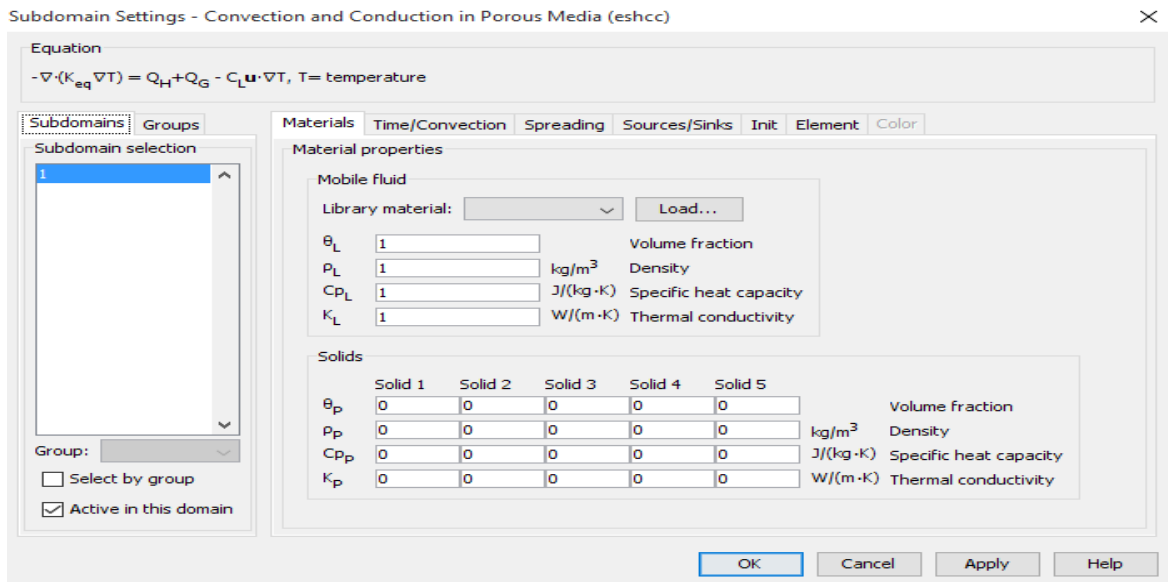 Subdomain Settings - Convection and Conduction in Porous Media (eshcc)
Equation
-∇·(K_eq∇T) = Q_H+Q_G - C_L𝐮·∇T, T= temperature
Subdomains Groups
Subdomain selection
1
Group:
Select by group
Active in this domain
Materials Time/Convection Spreading Sources/Sinks Init Element Color
Material properties
Mobile fluid
Library material: Load...
θ_L 1 Volume fraction
ρ_L 1 kg/m³ Density
Cp_L 1 J/(kg·K) Specific heat capacity
K_L 1 W/(m·K) Thermal conductivity
Solids
Solid 1 Solid 2 Solid 3 Solid 4 Solid 5
θ_P 0 0 0 0 0 Volume fraction
ρ_P 0 0 0 0 0 kg/m³ Density
Cp_P 0 0 0 0 0 J/(kg·K) Specific heat capacity
K_P 0 0 0 0 0 W/(m·K) Thermal conductivity
OK Cancel Apply Help